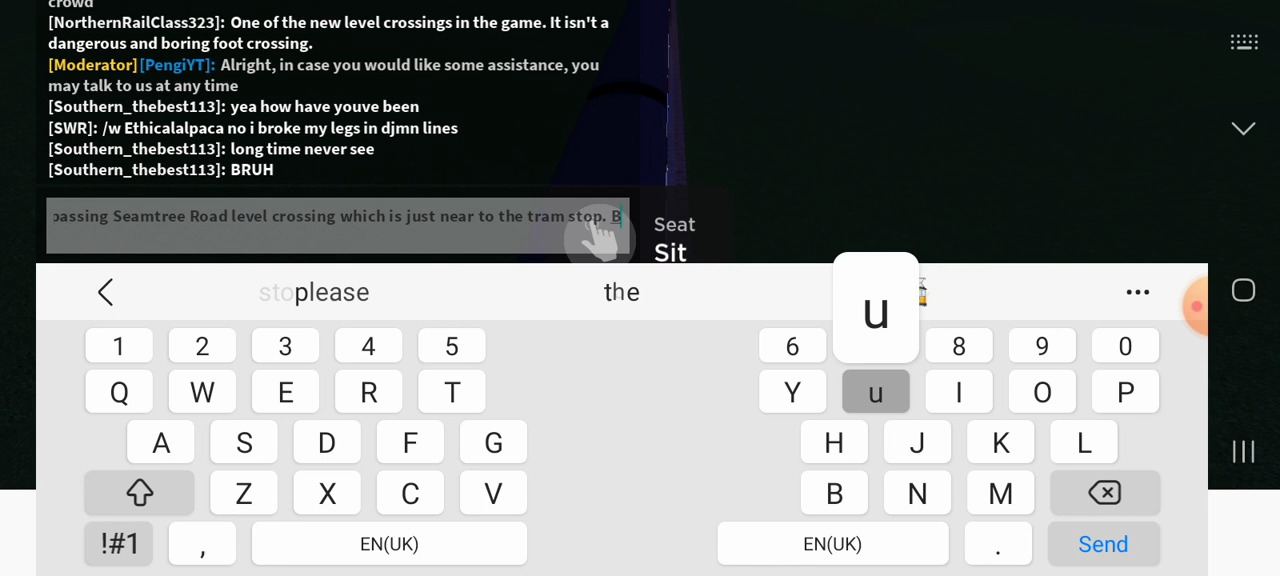 crowd
[NorthernRailClass323]: One of the new level crossings in the game. It isn't a
dangerous and boring foot crossing.
[Moderator][PengiYT]: Alright, in case you would like some assistance, you
may talk to us at any time
[Southern_thebest113]: yea how have youve been
[SWR]: /w Ethicalalpaca no i broke my legs in djmn lines
[Southern_thebest113]: long time never see
[Southern_thebest113]: BRUH
passing Seamtree Road level crossing which is just near to the tram stop. B
Seat
Sit
stoplease the
u
1 2 3 4 5 6 8 9 0
Q W E R T Y u I O P
A S D F G H J K L
Z X C V B N M
!#1 , EN(UK) EN(UK) . Send